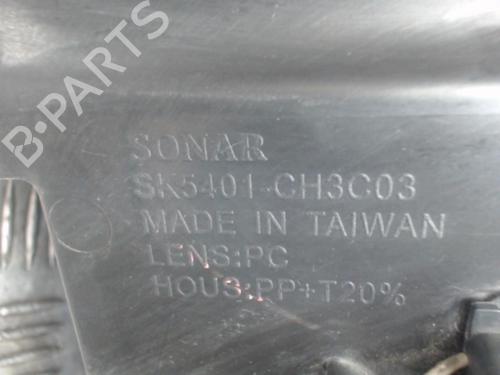 B-PARTS
SONAR
SK5401-CH3C03
MADE IN TAIWAN
LENS:PC
HOUS:PP+T20%